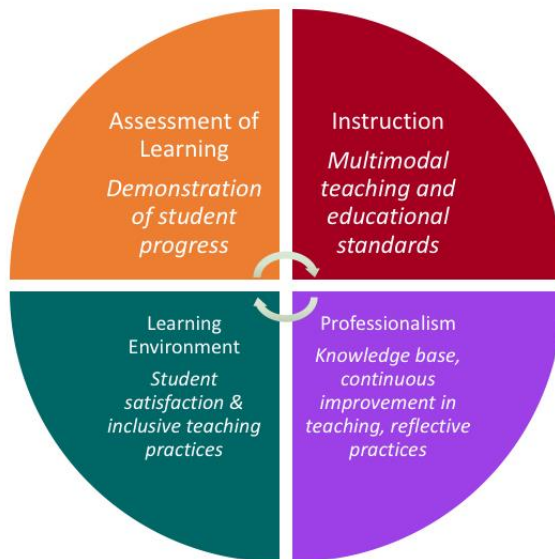 Assessment of
Learning
Demonstration
of student
progress
Instruction
Multimodal
teaching and
educational
standards
Learning
Environment
Student
satisfaction &
inclusive teaching
practices
Professionalism
Knowledge base,
continuous
improvement in
teaching, reflective
practices